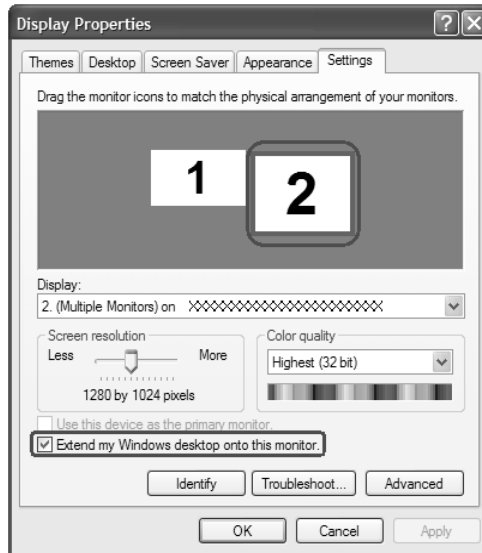 Display Properties
Themes Desktop Screen Saver Appearance Settings
Drag the monitor icons to match the physical arrangement of your monitors.
1 2
Display:
2. (Multiple Monitors) on XXXXXXXXXXXXXXXXXXXXXX
Screen resolution Color quality
Less More Highest (32 bit)
1280 by 1024 pixels
Use this device as the primary monitor.
Extend my Windows desktop onto this monitor.
Identify Troubleshoot... Advanced
OK Cancel Apply